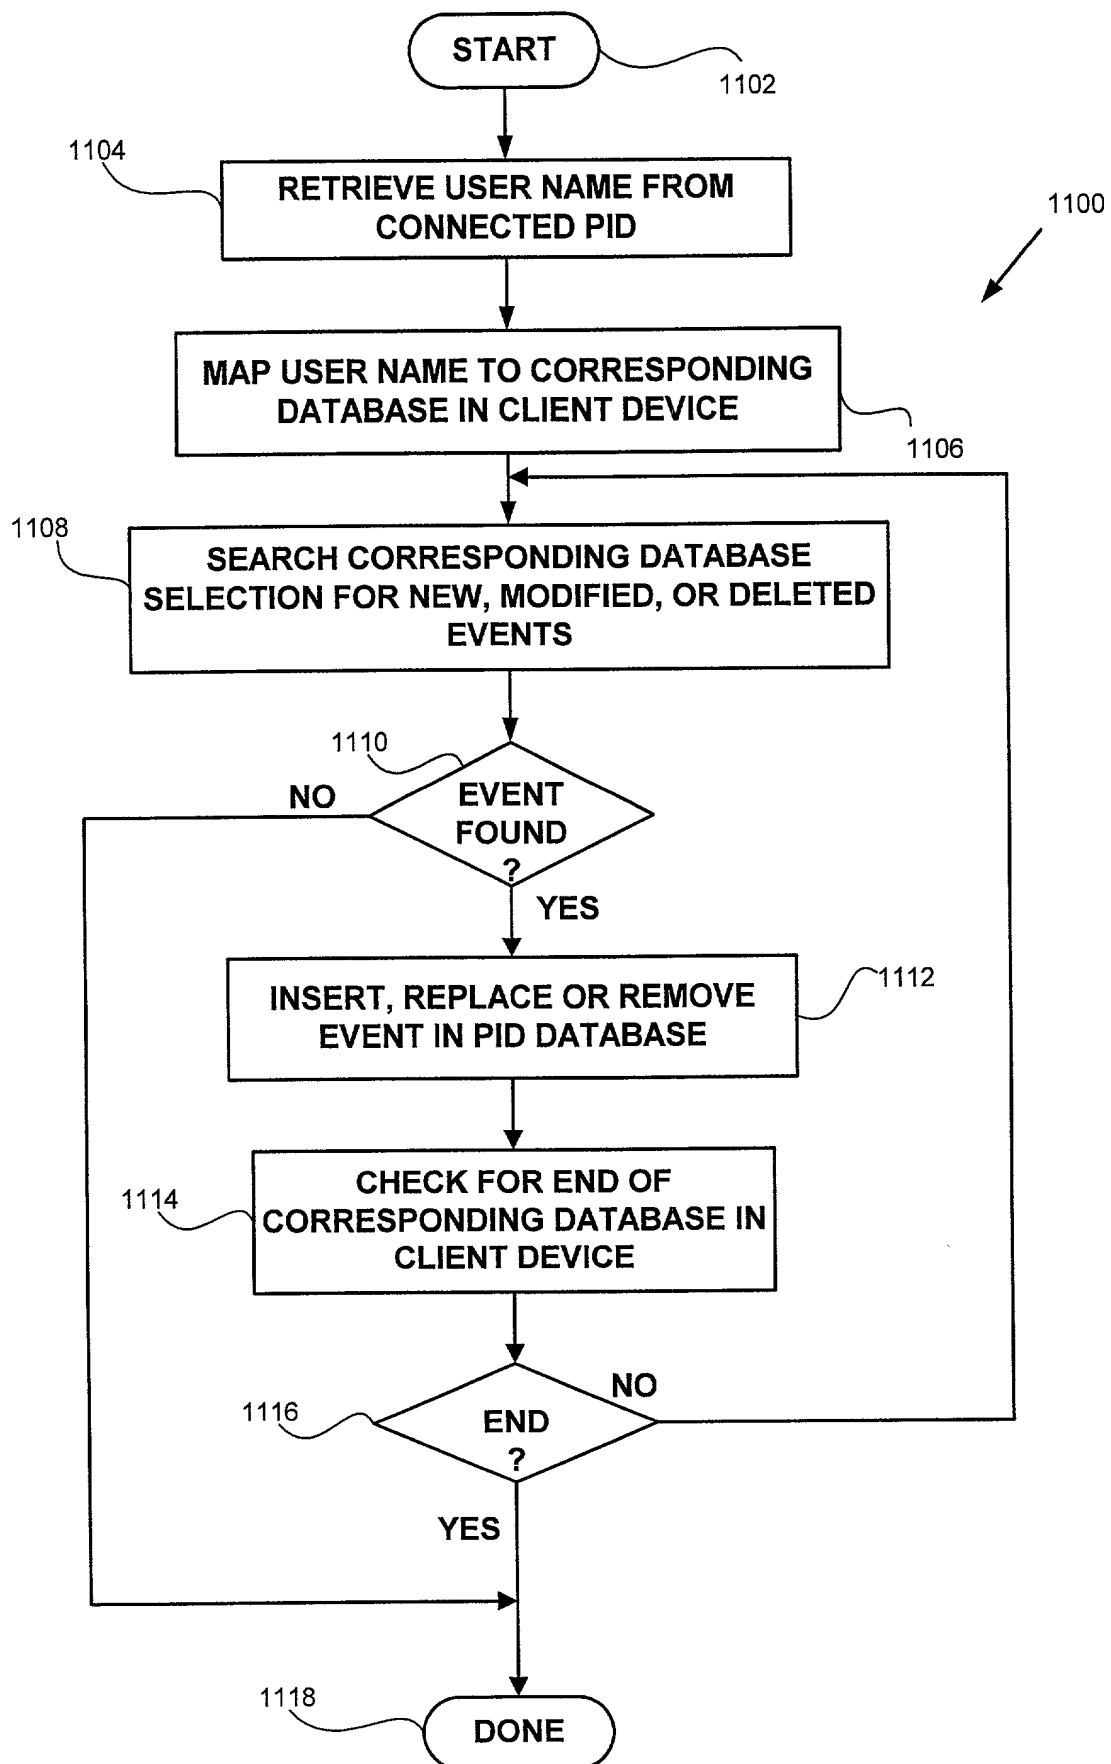 START
1102
1104
RETRIEVE USER NAME FROM
CONNECTED PID
1100
MAP USER NAME TO CORRESPONDING
DATABASE IN CLIENT DEVICE
1106
1108
SEARCH CORRESPONDING DATABASE
SELECTION FOR NEW, MODIFIED, OR DELETED
EVENTS
1110
NO
EVENT
FOUND
?
YES
INSERT, REPLACE OR REMOVE
EVENT IN PID DATABASE
1112
1114
CHECK FOR END OF
CORRESPONDING DATABASE IN
CLIENT DEVICE
1116
NO
END
?
YES
1118
DONE